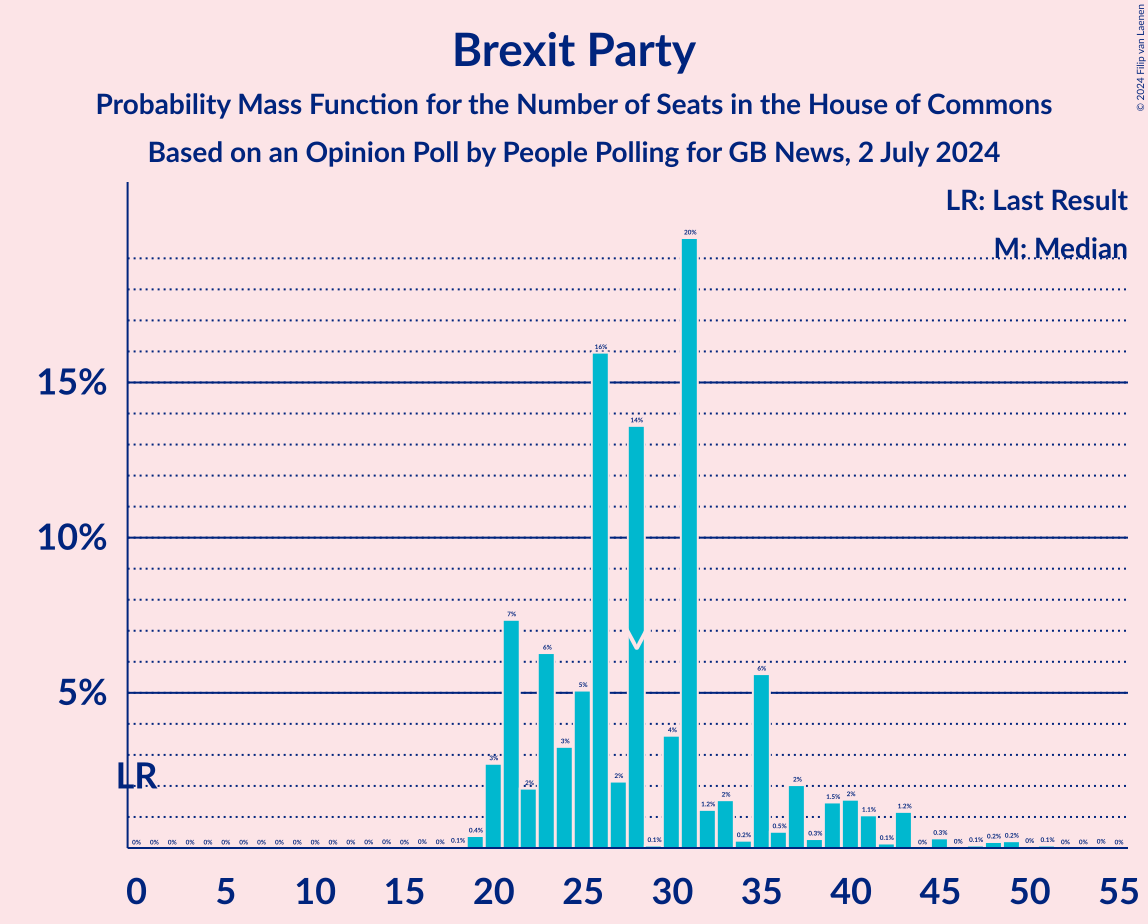 Brexit Party
Probability Mass Function for the Number of Seats in the House of Commons
Based on an Opinion Poll by People Polling for GB News, 2 July 2024
© 2024 Filip van Laenen
LR: Last Result
M: Median
15%
10%
5%
LR
0% 0% 0% 0% 0% 0% 0% 0% 0% 0% 0% 0% 0% 0% 0% 0% 0% 0% 0.1% 0.4% 3% 7% 2% 6% 3% 5% 16% 2% 14% 0.1% 4% 20% 1.2% 2% 0.2% 6% 0.5% 2% 0.3% 1.5% 2% 1.1% 0.1% 1.2% 0% 0.3% 0% 0.1% 0.2% 0.2% 0% 0.1% 0% 0% 0% 0%
0 5 10 15 20 25 30 35 40 45 50 55